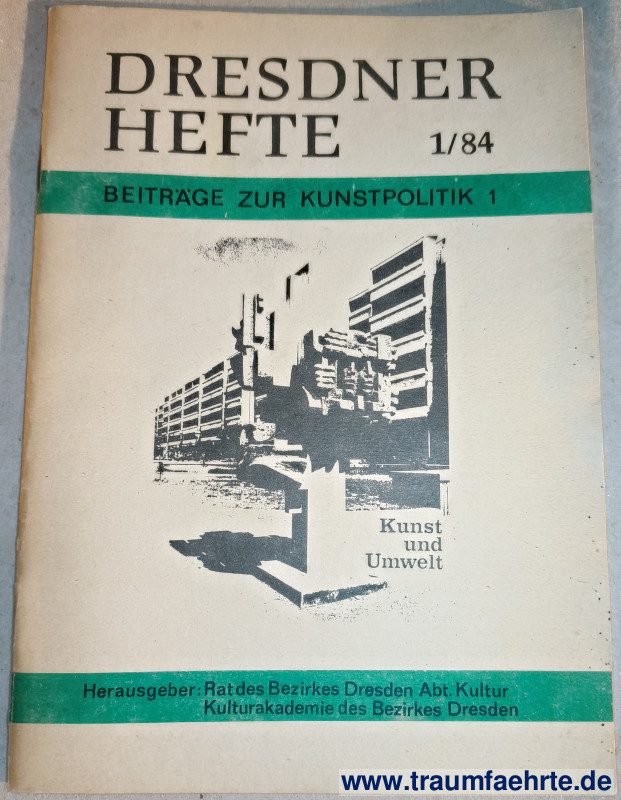 DRESDNER
HEFTE 1/84
BEITRÄGE ZUR KUNSTPOLITIK 1
Kunst
und
Umwelt
Herausgeber: Rat des Bezirkes Dresden Abt. Kultur
Kulturakademie des Bezirkes Dresden
www.traumfaehrte.de